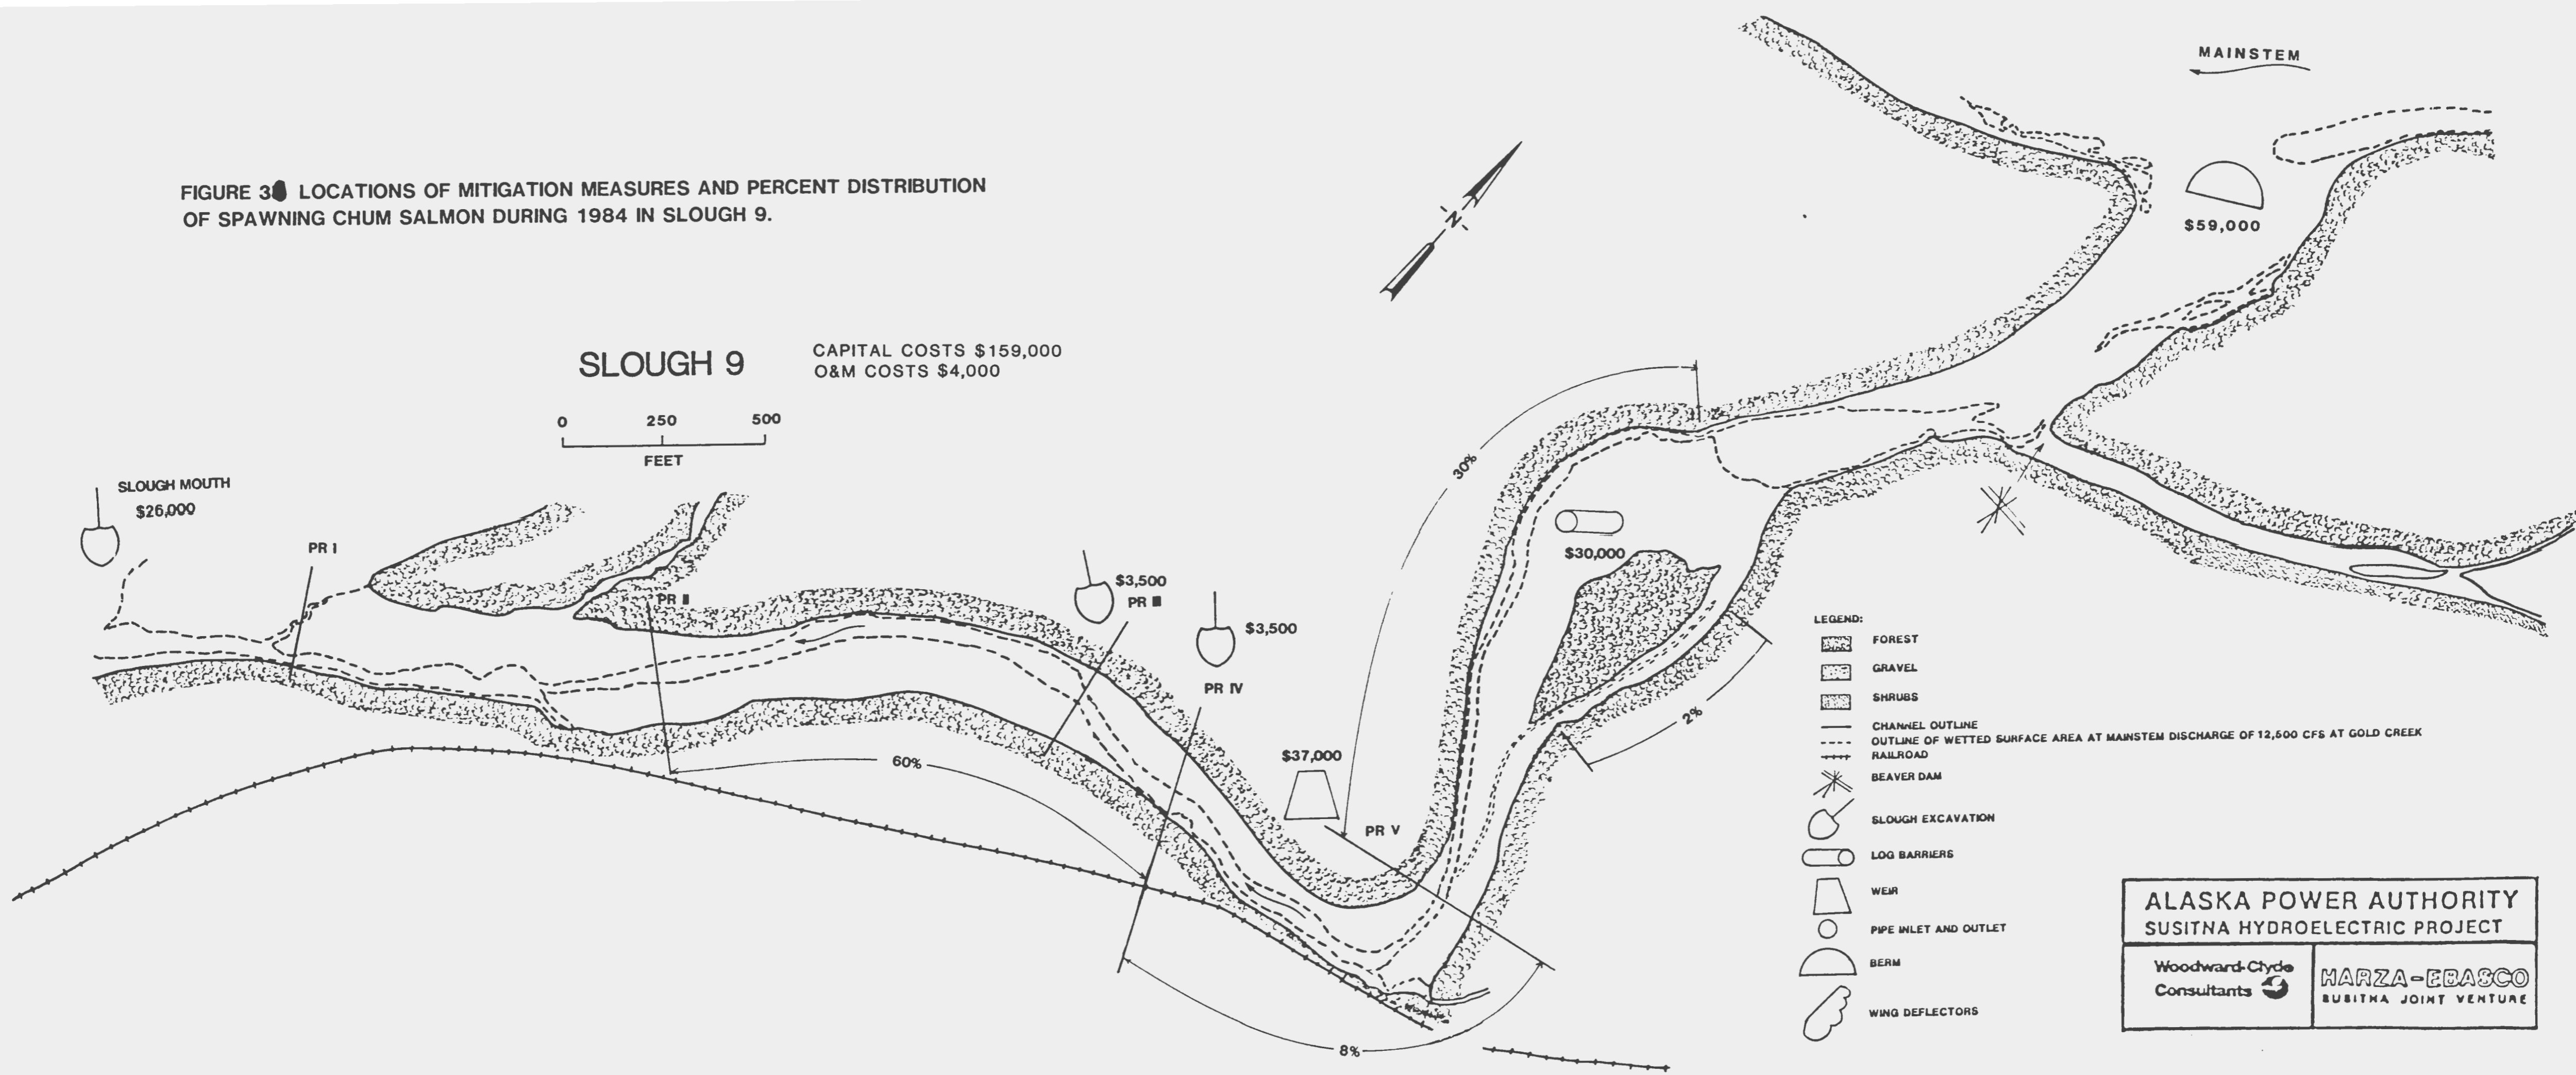 MAINSTEM
$59,000
FIGURE 3 LOCATIONS OF MITIGATION MEASURES AND PERCENT DISTRIBUTION
OF SPAWNING CHUM SALMON DURING 1984 IN SLOUGH 9.
N
SLOUGH 9
CAPITAL COSTS $159,000
O&M COSTS $4,000
0 250 500
FEET
SLOUGH MOUTH
$26,000
PR I
PR II
$3,500
PR III
$3,500
PR IV
60%
30%
$30,000
2%
$37,000
PR V
8%
LEGEND:
FOREST
GRAVEL
SHRUBS
CHANNEL OUTLINE
OUTLINE OF WETTED SURFACE AREA AT MAINSTEM DISCHARGE OF 12,500 CFS AT GOLD CREEK
RAILROAD
BEAVER DAM
SLOUGH EXCAVATION
LOG BARRIERS
WEIR
PIPE INLET AND OUTLET
BERM
WING DEFLECTORS
ALASKA POWER AUTHORITY
SUSITNA HYDROELECTRIC PROJECT
Woodward-Clyde
Consultants
HARZA-EBASCO
SUSITNA JOINT VENTURE